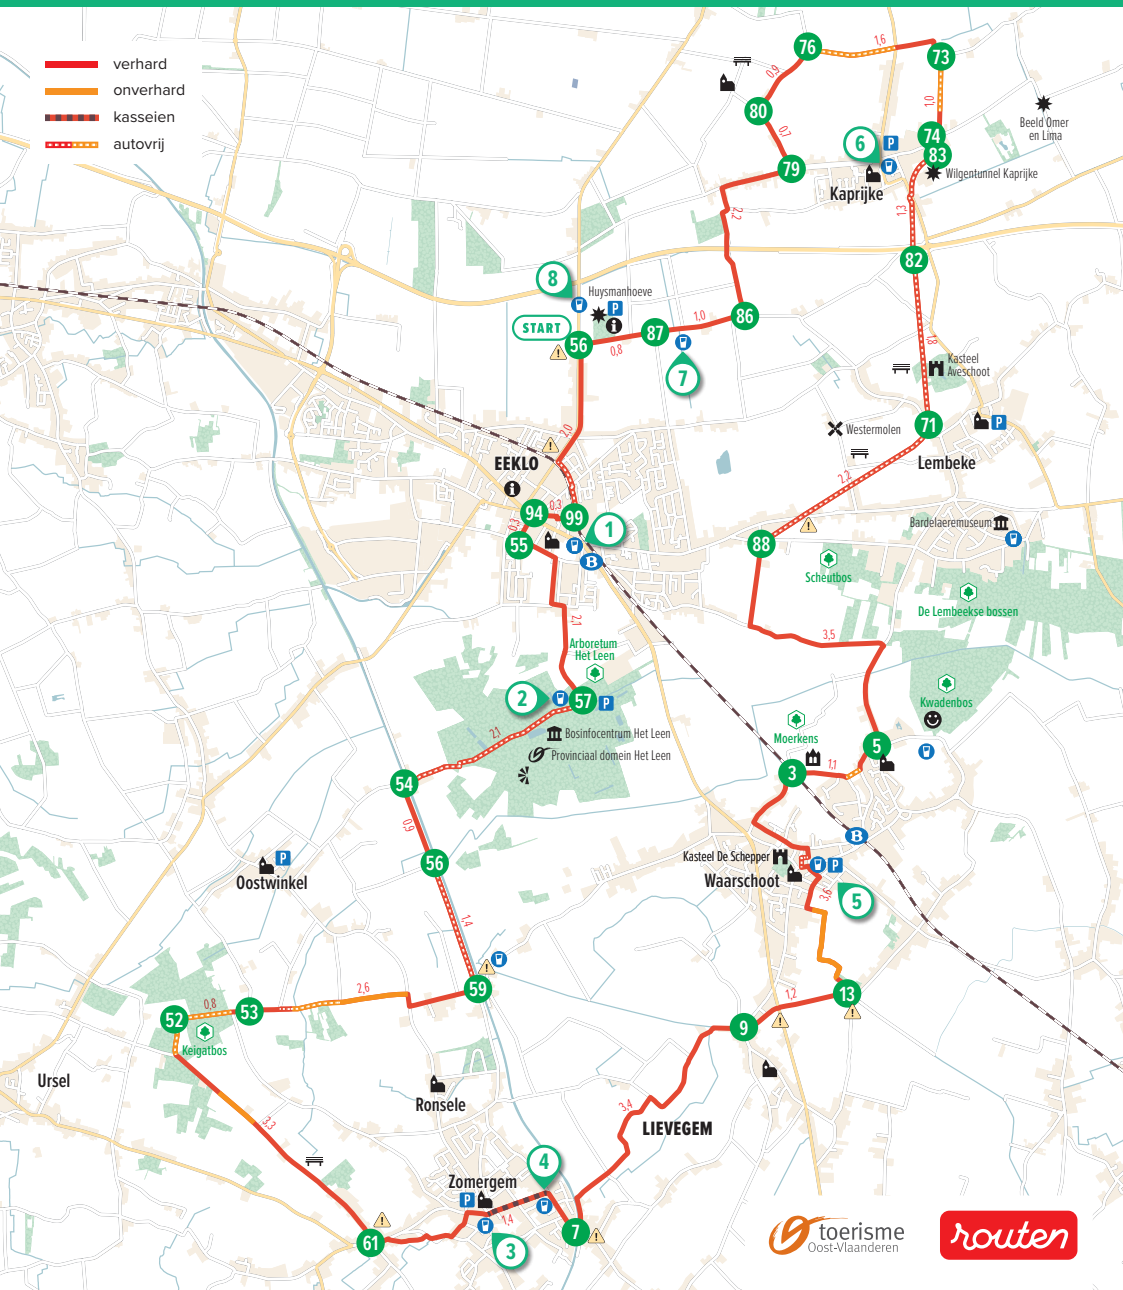 verhard
onverhard
kasseien
autovrij
76
1,6
73
0,9
80
1,0
Beeld Omer
en Lima
0,7
74
6
P
83
79
Kaprijke
Wilgentunnel Kaprijke
2,2
1,3
82
8
Huysmanhoeve
P
START
56
0,8
87
1,0
86
7
1,8
Kasteel
Aveschoot
2,0
Westermolen
71
P
Lembeke
EEKLO
2,2
94
0,3
99
1
0,3
55
B
88
Bardelaeremuseum
Scheutbos
De Lembeekse bossen
2,1
3,5
Arboretum
Het Leen
2
57
P
Kwadenbos
Moerkens
2,1
Bosinfocentrum Het Leen
Provinciaal domein Het Leen
5
1,1
3
54
0,9
B
56
P
Oostwinkel
Kasteel De Schepper
P
Waarschoot
3,6
5
1,4
59
2,6
0,8
53
52
Keigatbos
13
1,2
9
Ursel
Ronsele
3,3
3,4
LIEVEGEM
4
Zomergem
P
1,4
7
61
3
toerisme
Oost-Vlaanderen
routen